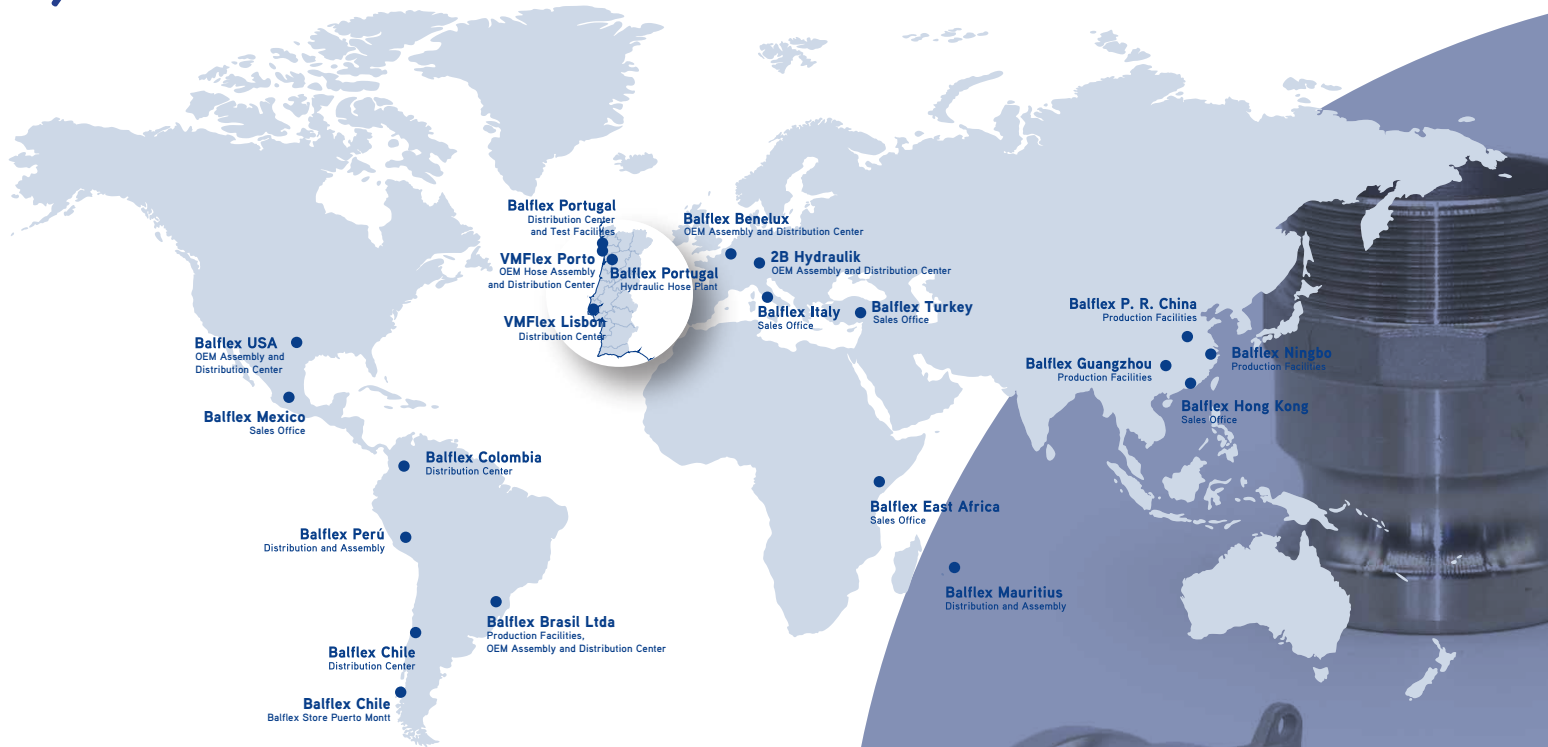 Balflex Portugal
Distribution Center
and Test Facilities
VMFlex Porto
OEM Hose Assembly
and Distribution Center
Balflex Portugal
Hydraulic Hose Plant
VMFlex Lisbon
Distribution Center
Balflex Benelux
OEM Assembly and Distribution Center
2B Hydraulik
OEM Assembly and Distribution Center
Balflex Italy
Sales Office
Balflex Turkey
Sales Office
Balflex P. R. China
Production Facilities
Balflex Ningbo
Production Facilities
Balflex Guangzhou
Production Facilities
Balflex Hong Kong
Sales Office
Balflex USA
OEM Assembly and
Distribution Center
Balflex Mexico
Sales Office
Balflex Colombia
Distribution Center
Balflex Perú
Distribution and Assembly
Balflex East Africa
Sales Office
Balflex Mauritius
Distribution and Assembly
Balflex Brasil Ltda
Production Facilities,
OEM Assembly and Distribution Center
Balflex Chile
Distribution Center
Balflex Chile
Balflex Store Puerto Montt